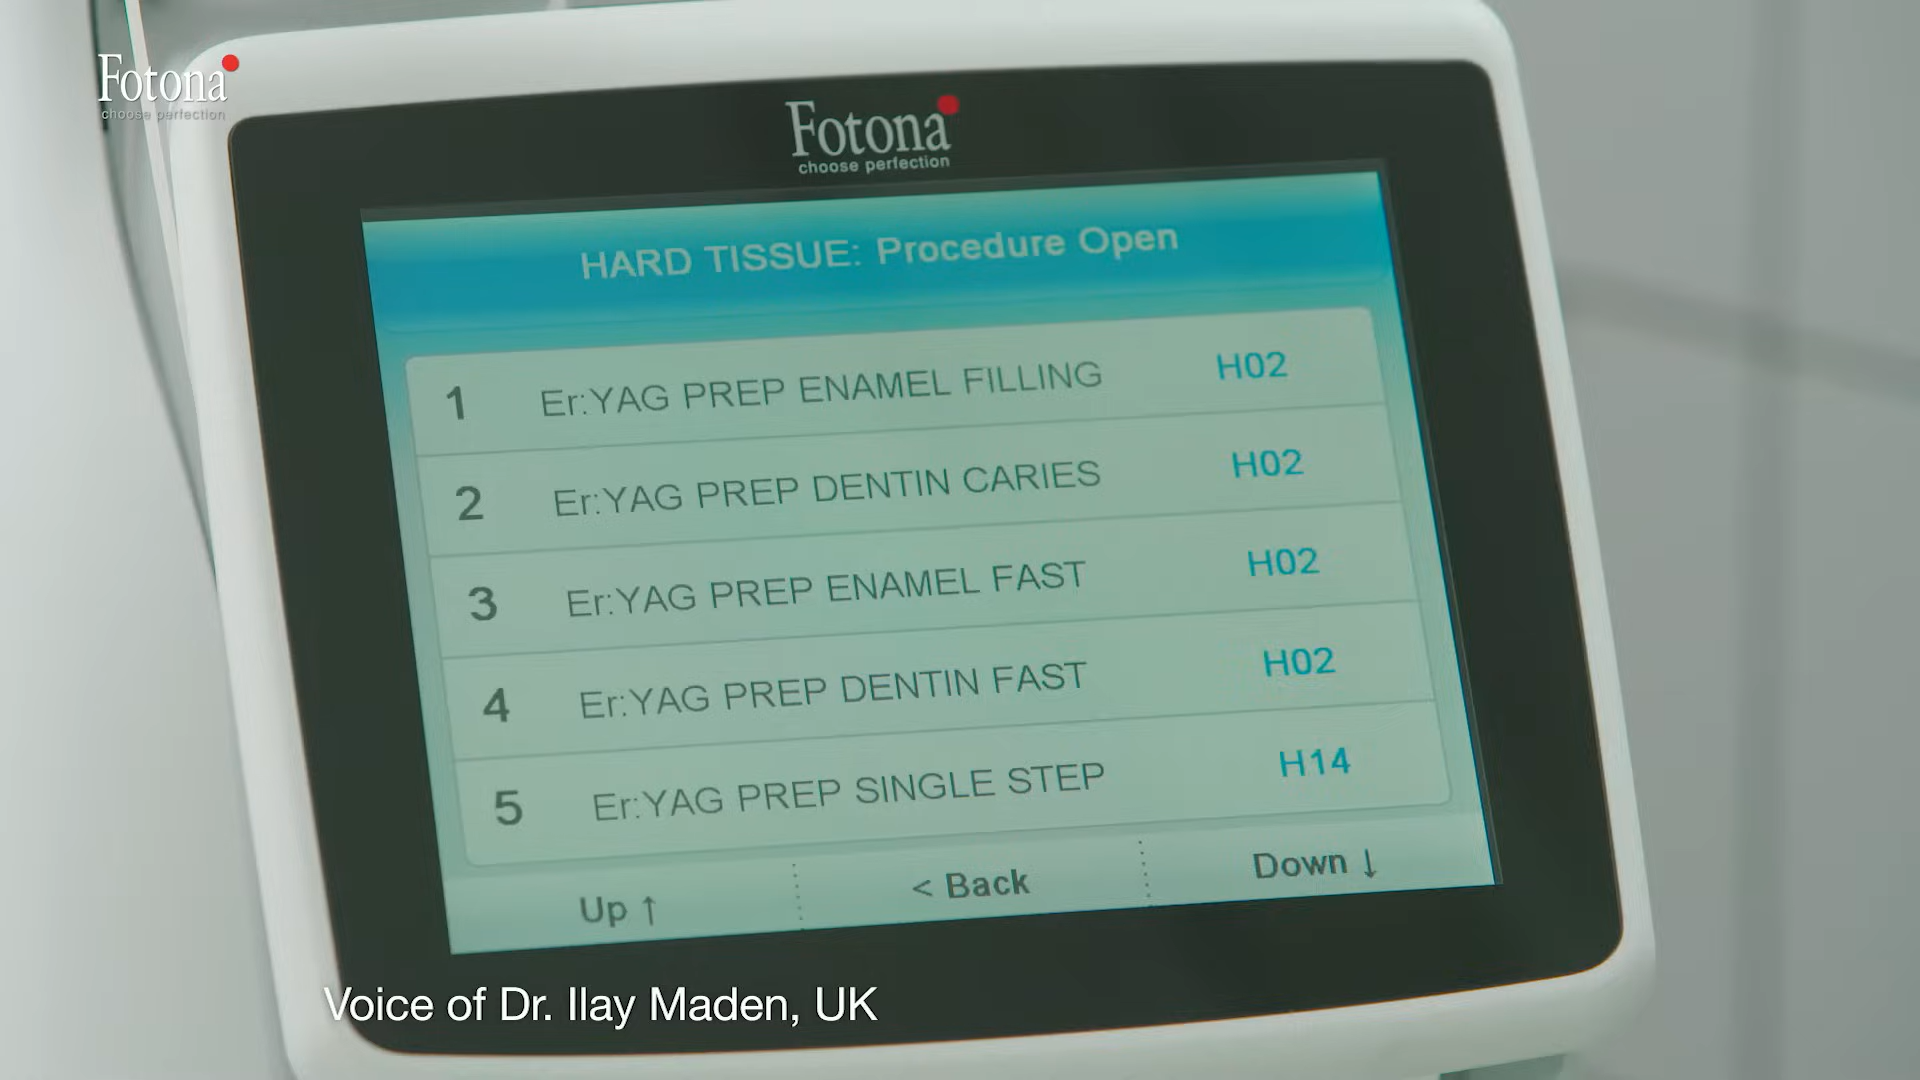 Fotona
choose perfection
Fotona
choose perfection
HARD TISSUE: Procedure Open
1 Er:YAG PREP ENAMEL FILLING H02
2 Er:YAG PREP DENTIN CARIES H02
3 Er:YAG PREP ENAMEL FAST H02
4 Er:YAG PREP DENTIN FAST H02
5 Er:YAG PREP SINGLE STEP H14
Up ↑ < Back Down ↓
Voice of Dr. Ilay Maden, UK